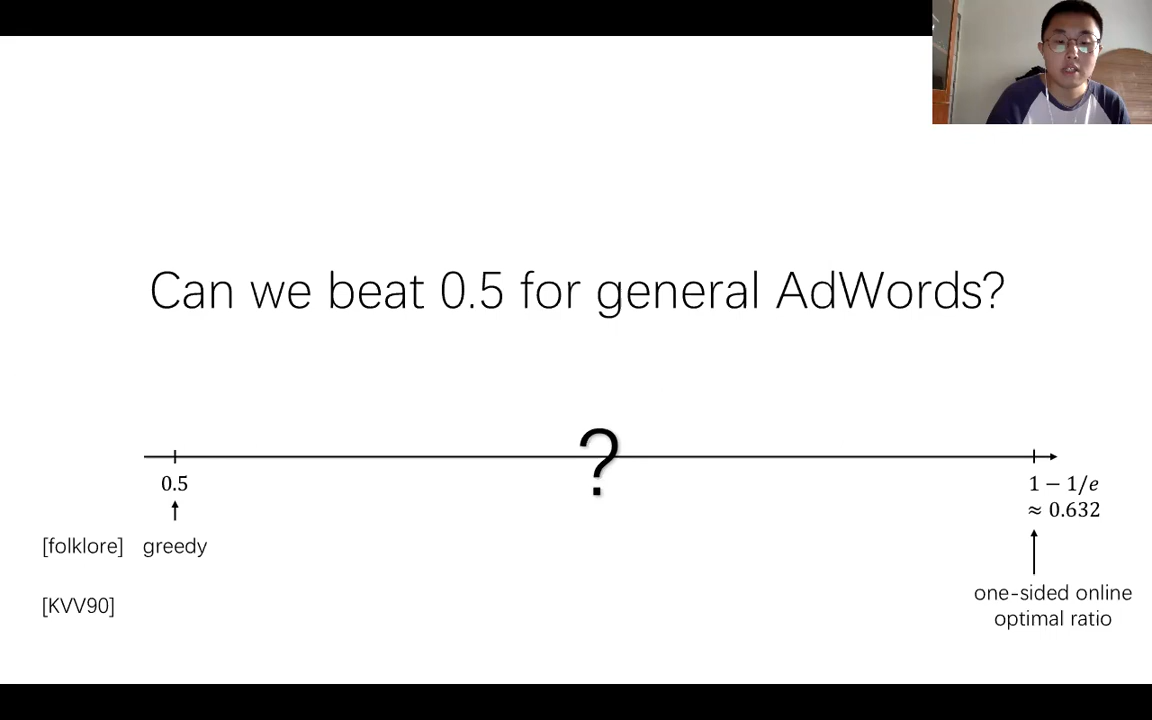 Can we beat 0.5 for general AdWords?
?
0.5
1 − 1/e
≈ 0.632
[folklore] greedy
one-sided online
optimal ratio
[KVV90]